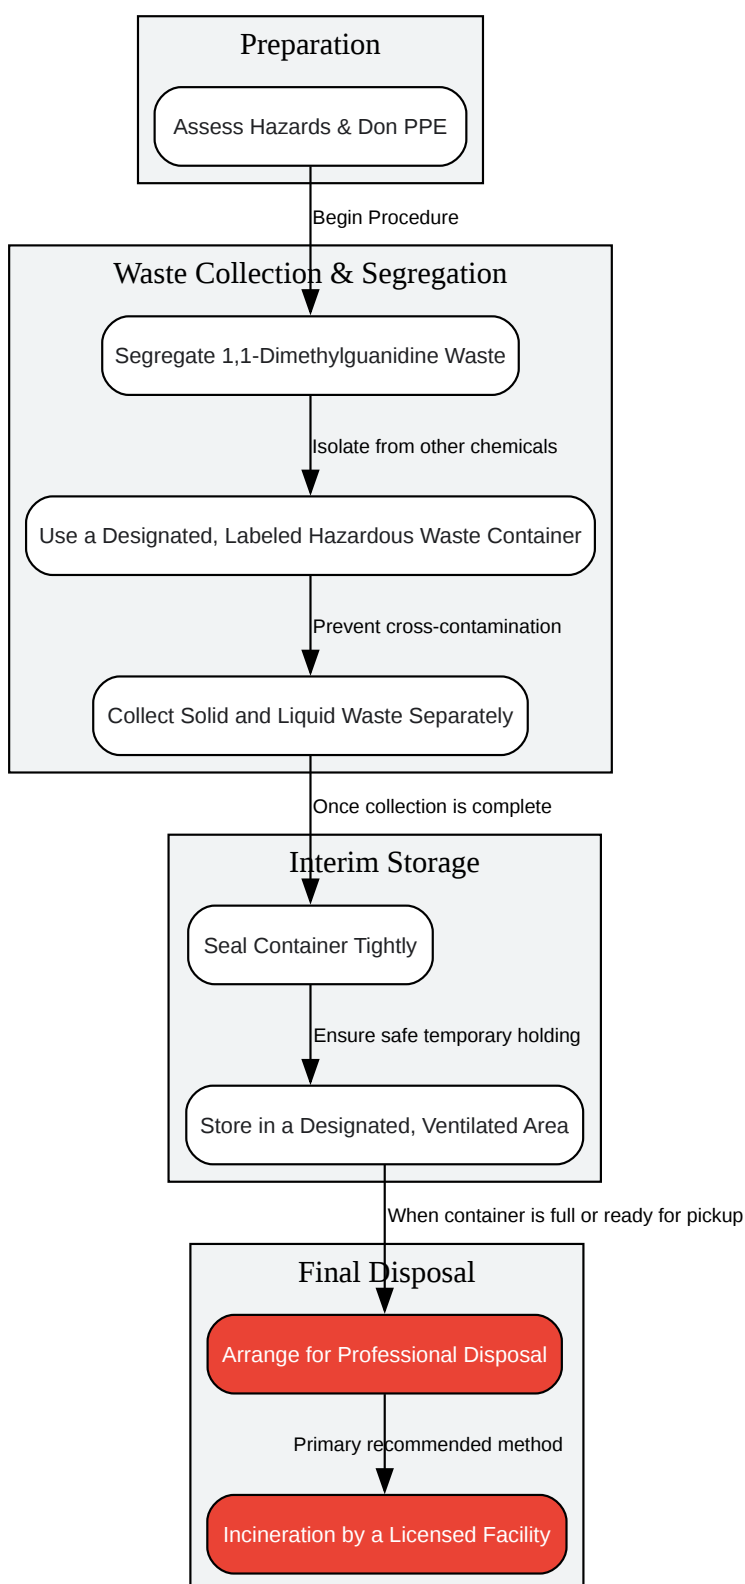 Preparation
Assess Hazards & Don PPE
Begin Procedure
Waste Collection & Segregation
Segregate 1,1-Dimethylguanidine Waste
Isolate from other chemicals
Use a Designated, Labeled Hazardous Waste Container
Prevent cross-contamination
Collect Solid and Liquid Waste Separately
Once collection is complete
Interim Storage
Seal Container Tightly
Ensure safe temporary holding
Store in a Designated, Ventilated Area
When container is full or ready for pickup
Final Disposal
Arrange for Professional Disposal
Primary recommended method
Incineration by a Licensed Facility